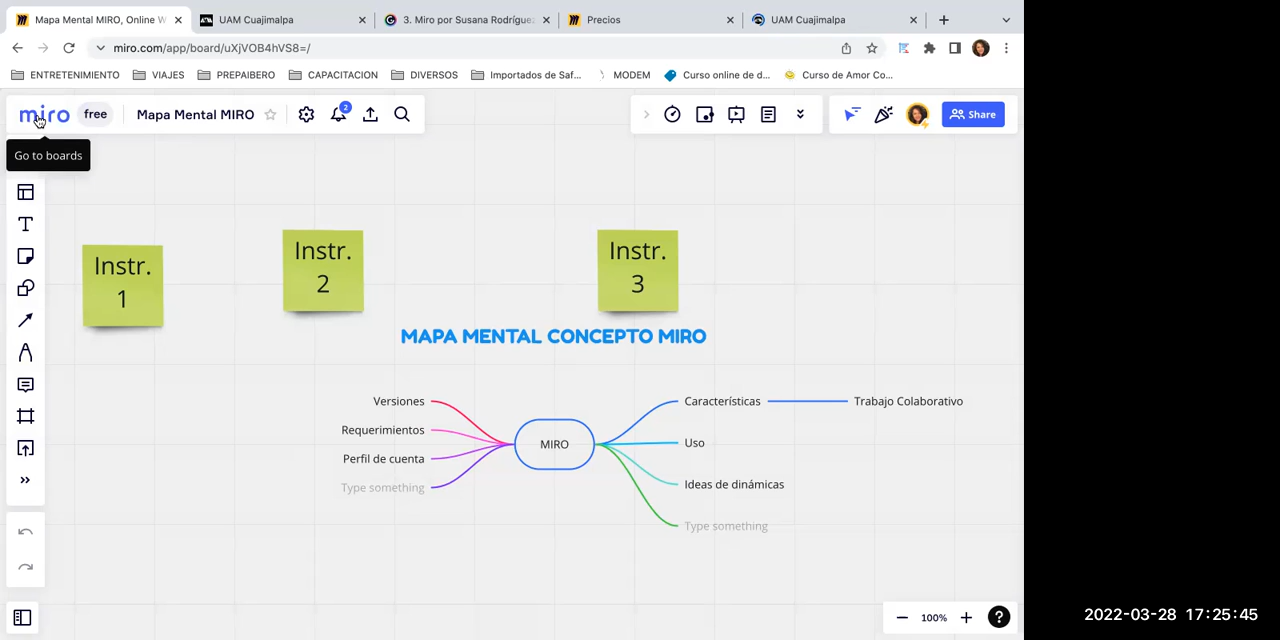 Mapa Mental MIRO, Online W
UAM Cuajimalpa
3. Miro por Susana Rodríguez
Precios
UAM Cuajimalpa
miro.com/app/board/uXjVOB4hVS8=/
ENTRETENIMIENTO
VIAJES
PREPAIBERO
CAPACITACION
DIVERSOS
Importados de Saf...
MODEM
Curso online de d...
Curso de Amor Co...
miro
free
Mapa Mental MIRO
2
Share
Go to boards
Instr.
1
Instr.
2
Instr.
3
MAPA MENTAL CONCEPTO MIRO
Versiones
Requerimientos
Perfil de cuenta
Type something
MIRO
Características
Trabajo Colaborativo
Uso
Ideas de dinámicas
Type something
100%
2022-03-28 17:25:45